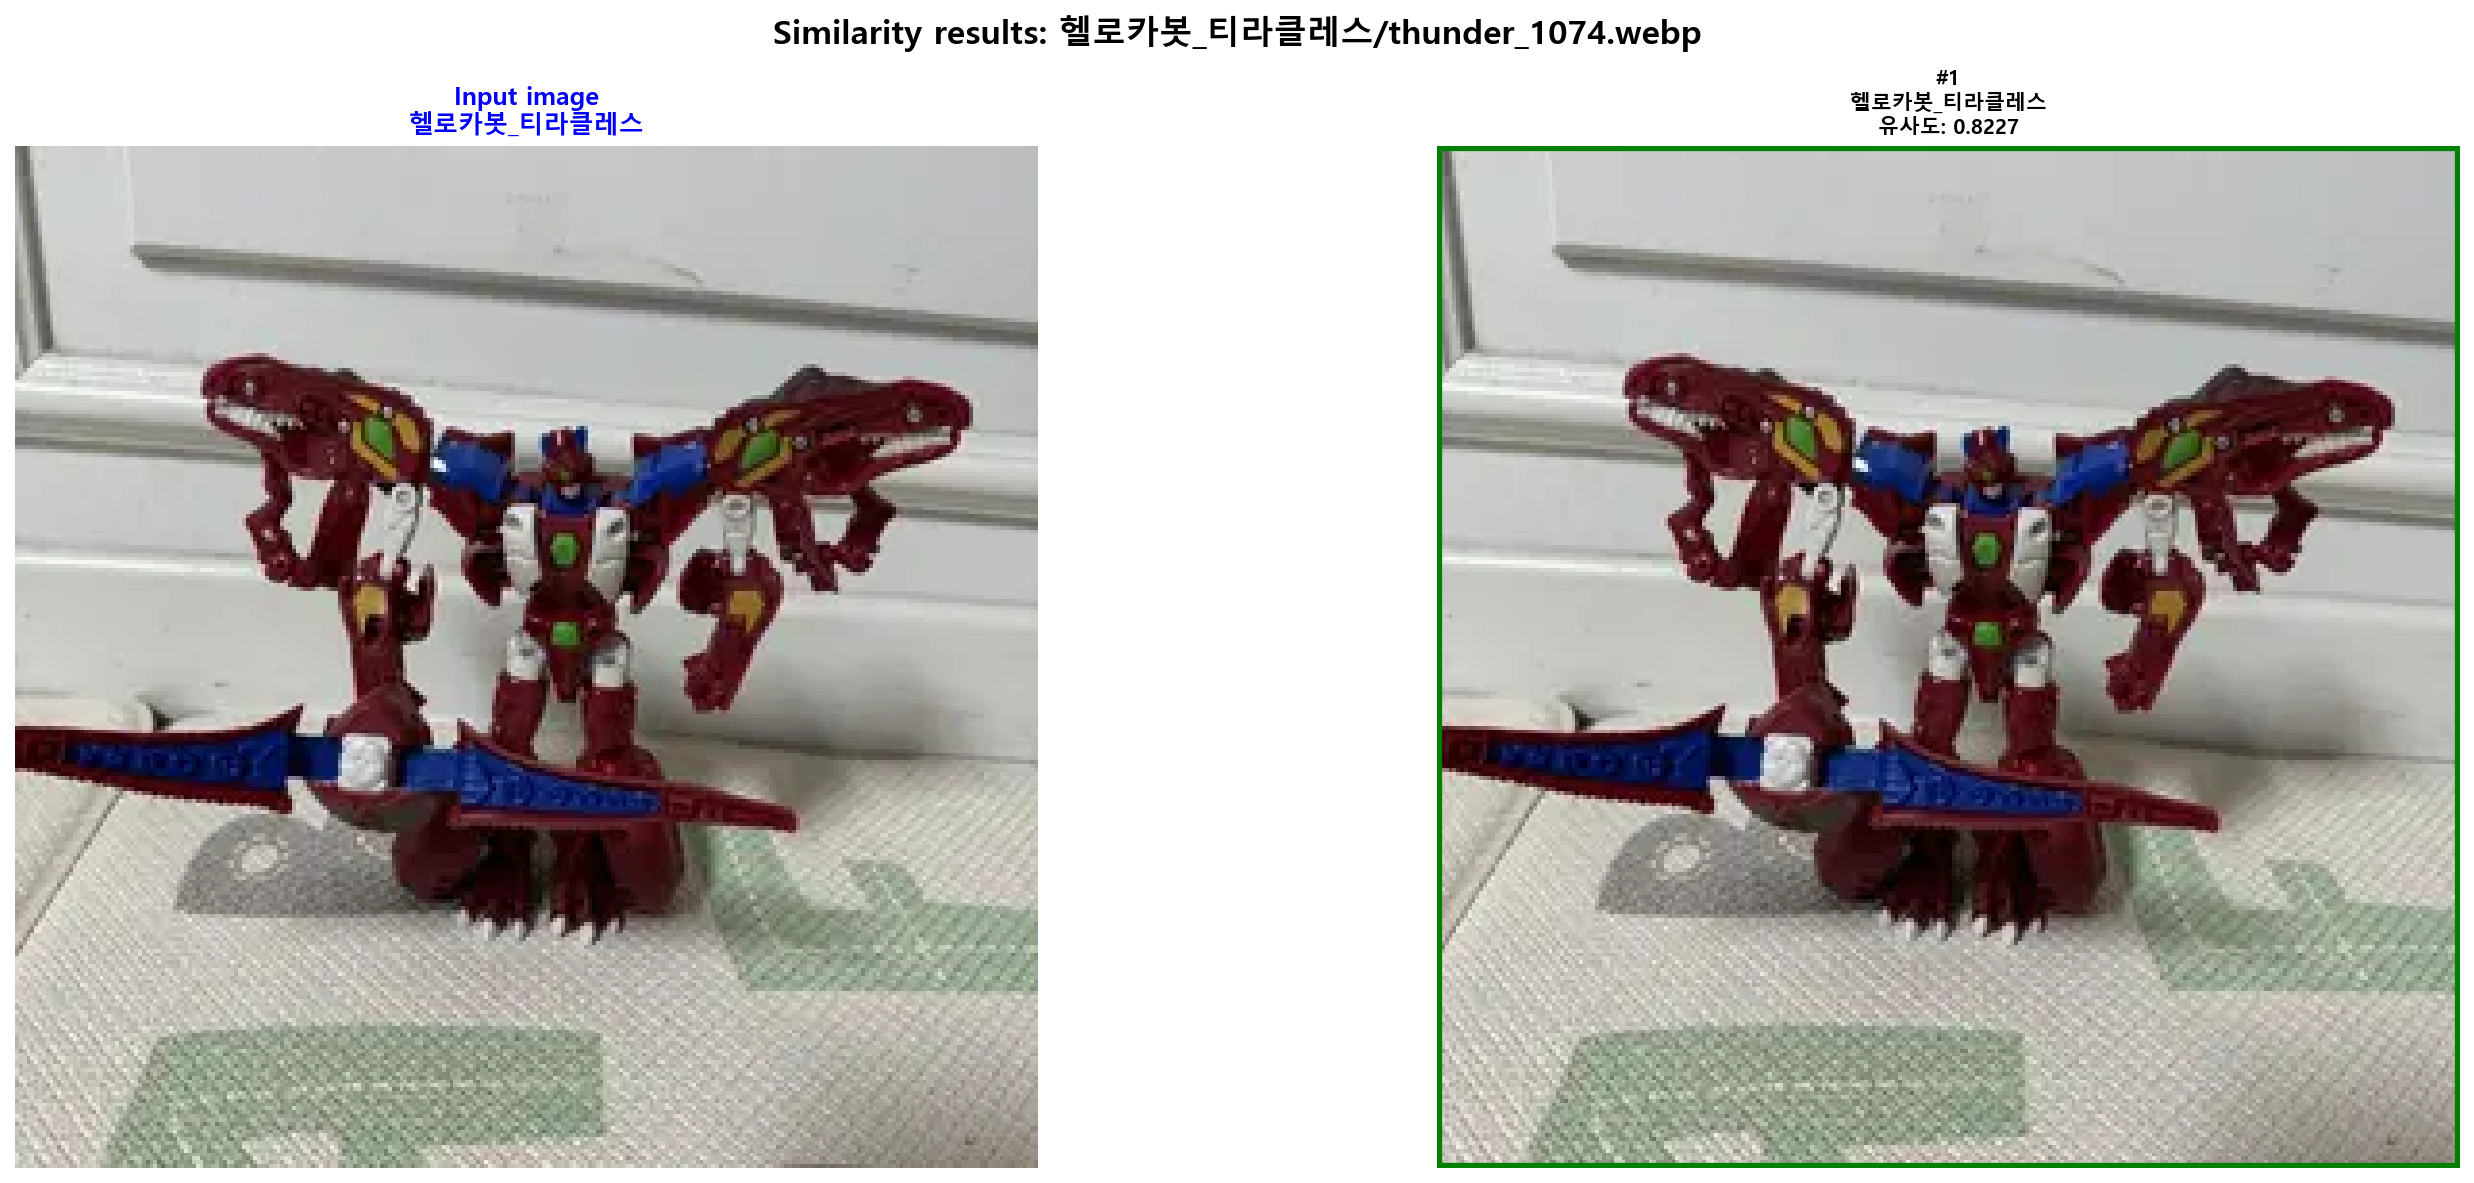 Similarity results: 헬로카봇_티라클레스/thunder_1074.webp
Input image
헬로카봇_티라클레스
#1
헬로카봇_티라클레스
유사도: 0.8227